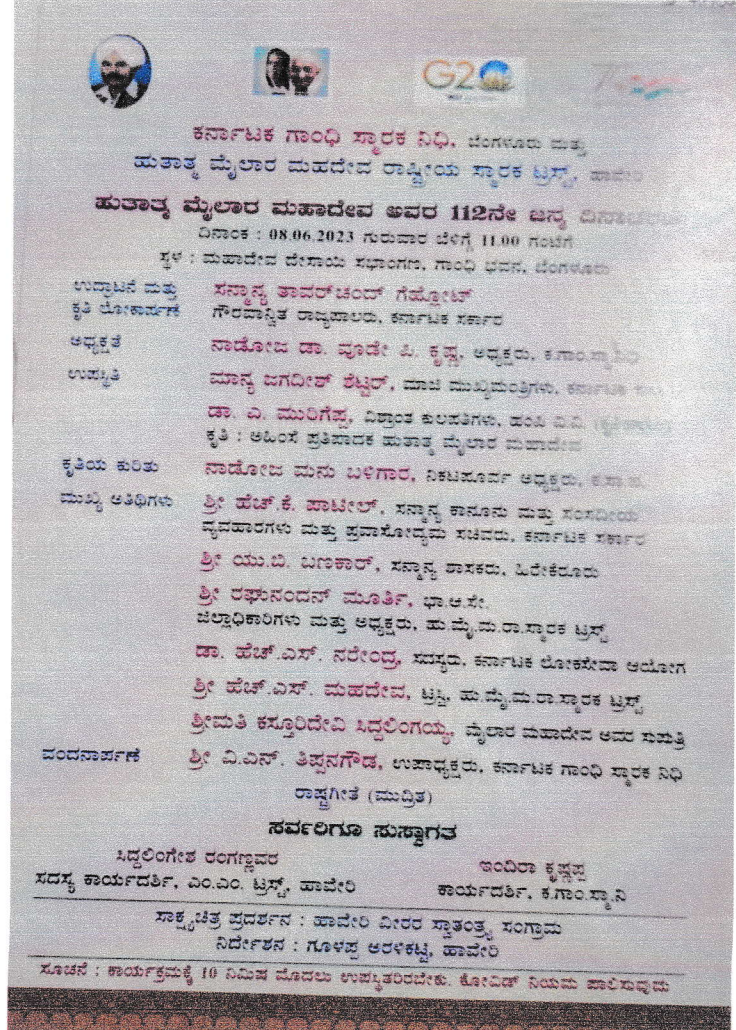 G20
ಕರ್ನಾಟಕ ಗಾಂಧಿ ಸ್ಮಾರಕ ನಿಧಿ, ಬೆಂಗಳೂರು ಮತ್ತು
ಹುತಾತ್ಮ ಮೈಲಾರ ಮಹದೇವ ರಾಷ್ಟ್ರೀಯ ಸ್ಮಾರಕ ಟ್ರಸ್ಟ್, ಹಾವೇರಿ
ಹುತಾತ್ಮ ಮೈಲಾರ ಮಹಾದೇವ ಅವರ 112ನೇ ಜನ್ಮ
ದಿನಾಂಕ : 08.06.2023 ಗುರುವಾರ ಬೆಳಿಗ್ಗೆ 11.00 ಗಂಟೆಗೆ
ಸ್ಥಳ : ಮಹಾದೇವ ದೇಸಾಯಿ ಸಭಾಂಗಣ, ಗಾಂಧಿ ಭವನ, ಬೆಂಗಳೂರು
ಉದ್ಘಾಟನೆ ಮತ್ತು ಸನ್ಮಾನ್ಯ ತಾವರ್‌ಚಂದ್ ಗೆಹ್ಲೋಟ್
ಕೃತಿ ಲೋಕಾರ್ಪಣೆ ಗೌರವಾನ್ವಿತ ರಾಜ್ಯಪಾಲರು, ಕರ್ನಾಟಕ ಸರ್ಕಾರ
ಅಧ್ಯಕ್ಷತೆ ನಾಡೋಜ ಡಾ. ವೂಡೇ ಪಿ. ಕೃಷ್ಣ, ಅಧ್ಯಕ್ಷರು, ಕ.ಗಾಂ.ಸ್ಮಾ.ನಿಧಿ
ಉಪಸ್ಥಿತಿ ಮಾನ್ಯ ಜಗದೀಶ್ ಶೆಟ್ಟರ್, ಮಾಜಿ ಮುಖ್ಯಮಂತ್ರಿಗಳು, ಕರ್ನಾಟಕ
ಡಾ. ಎ. ಮುರಿಗೆಪ್ಪ, ವಿಶ್ರಾಂತ ಕುಲಪತಿಗಳು, ಹಂಪಿ ವಿ.ವಿ.
ಕೃತಿ : ಅಹಿಂಸೆ ಪ್ರತಿಪಾದಕ ಹುತಾತ್ಮ ಮೈಲಾರ ಮಹಾದೇವ
ಕೃತಿಯ ಕುರಿತು ನಾಡೋಜ ಮನು ಬಳಿಗಾರ, ನಿಕಟಪೂರ್ವ ಅಧ್ಯಕ್ಷರು, ಕ.ಸಾ.ಪ.
ಮುಖ್ಯ ಅತಿಥಿಗಳು ಶ್ರೀ ಹೆಚ್.ಕೆ. ಪಾಟೀಲ್, ಸನ್ಮಾನ್ಯ ಕಾನೂನು ಮತ್ತು ಸಂಸದೀಯ
ವ್ಯವಹಾರಗಳು ಮತ್ತು ಪ್ರವಾಸೋದ್ಯಮ ಸಚಿವರು, ಕರ್ನಾಟಕ ಸರ್ಕಾರ
ಶ್ರೀ ಯು.ಬಿ. ಬಣಕಾರ್, ಸನ್ಮಾನ್ಯ ಶಾಸಕರು, ಹಿರೇಕೆರೂರು
ಶ್ರೀ ರಘುನಂದನ್ ಮೂರ್ತಿ, ಭಾ.ಆ.ಸೇ.
ಜಿಲ್ಲಾಧಿಕಾರಿಗಳು ಮತ್ತು ಅಧ್ಯಕ್ಷರು, ಹು.ಮೈ.ಮ.ರಾ.ಸ್ಮಾರಕ ಟ್ರಸ್ಟ್
ಡಾ. ಹೆಚ್.ಎಸ್. ನರೇಂದ್ರ, ಸದಸ್ಯರು, ಕರ್ನಾಟಕ ಲೋಕಸೇವಾ ಆಯೋಗ
ಶ್ರೀ ಹೆಚ್.ಎಸ್. ಮಹದೇವ, ಟ್ರಸ್ಟಿ, ಹು.ಮೈ.ಮ.ರಾ.ಸ್ಮಾರಕ ಟ್ರಸ್ಟ್
ಶ್ರೀಮತಿ ಕಸ್ತೂರಿದೇವಿ ಸಿದ್ದಲಿಂಗಯ್ಯ, ಮೈಲಾರ ಮಹಾದೇವ ಅವರ ಸುಪುತ್ರಿ
ವಂದನಾರ್ಪಣೆ ಶ್ರೀ ವಿ.ಎನ್. ತಿಪ್ಪನಗೌಡ, ಉಪಾಧ್ಯಕ್ಷರು, ಕರ್ನಾಟಕ ಗಾಂಧಿ ಸ್ಮಾರಕ ನಿಧಿ
ರಾಷ್ಟ್ರಗೀತೆ (ಮುದ್ರಿತ)
ಸರ್ವರಿಗೂ ಸುಸ್ವಾಗತ
ಸಿದ್ದಲಿಂಗೇಶ ರಂಗಣ್ಣವರ ಇಂದಿರಾ ಕೃಷ್ಣಪ್ಪ
ಸದಸ್ಯ ಕಾರ್ಯದರ್ಶಿ, ಎಂ.ಎಂ. ಟ್ರಸ್ಟ್, ಹಾವೇರಿ ಕಾರ್ಯದರ್ಶಿ, ಕ.ಗಾಂ.ಸ್ಮಾ.ನಿ
ಸಾಕ್ಷ್ಯಚಿತ್ರ ಪ್ರದರ್ಶನ : ಹಾವೇರಿ ವೀರರ ಸ್ವಾತಂತ್ರ್ಯ ಸಂಗ್ರಾಮ
ನಿರ್ದೇಶನ : ಗೂಳಪ್ಪ ಅರಳಿಕಟ್ಟಿ, ಹಾವೇರಿ
ಸೂಚನೆ : ಕಾರ್ಯಕ್ರಮಕ್ಕೆ 10 ನಿಮಿಷ ಮೊದಲು ಉಪಸ್ಥಿತರಿರಬೇಕು. ಕೋವಿಡ್ ನಿಯಮ ಪಾಲಿಸುವುದು